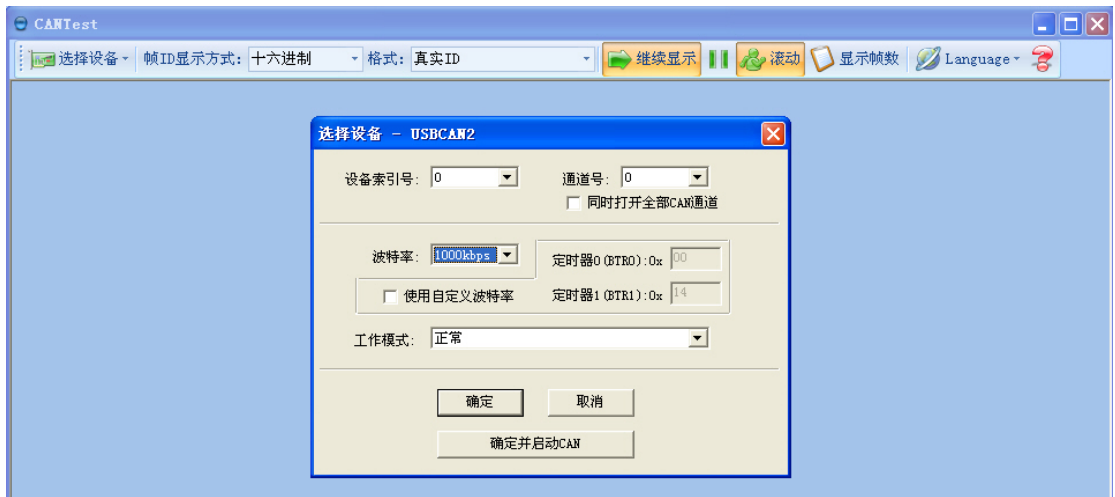 CANTest
选择设备 帧ID显示方式: 十六进制 格式: 真实ID 继续显示 滚动 显示帧数 Language
选择设备 - USBCAN2
设备索引号: 0 通道号: 0
同时打开全部CAN通道
波特率: 1000kbps 定时器0(BTR0):0x 00
使用自定义波特率 定时器1(BTR1):0x 14
工作模式: 正常
确定 取消
确定并启动CAN